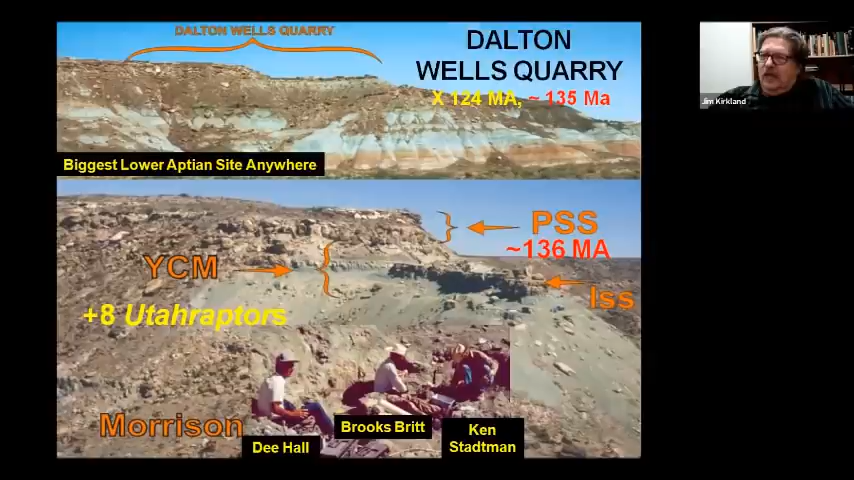 DALTON WELLS QUARRY
DALTON
WELLS QUARRY
X 124 MA, ~ 135 Ma
Biggest Lower Aptian Site Anywhere
PSS
~136 MA
YCM
lss
+8 Utahraptors
Morrison
Dee Hall
Brooks Britt
Ken
Stadtman
Jim Kirkland